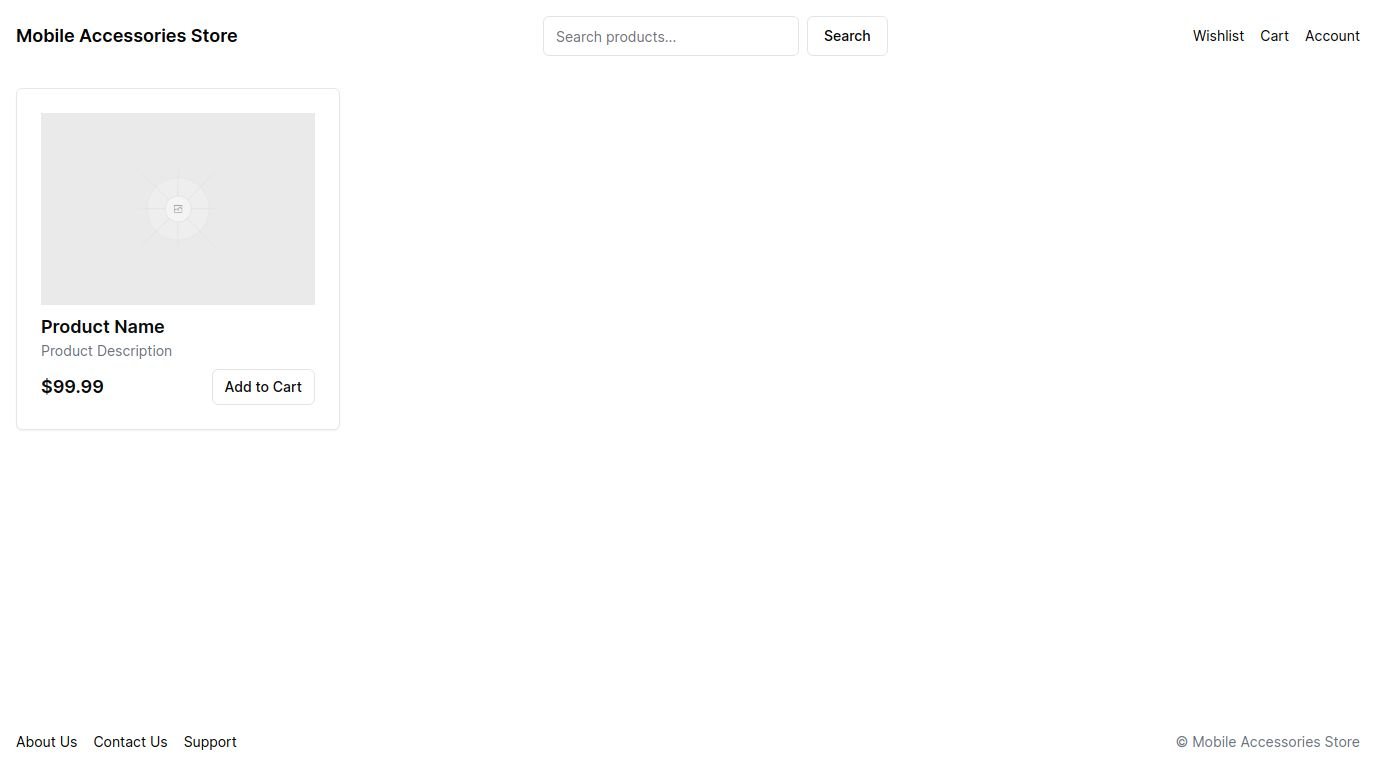 Mobile Accessories Store
Search products...
Search
Wishlist Cart Account
Product Name
Product Description
$99.99
Add to Cart
About Us Contact Us Support
© Mobile Accessories Store